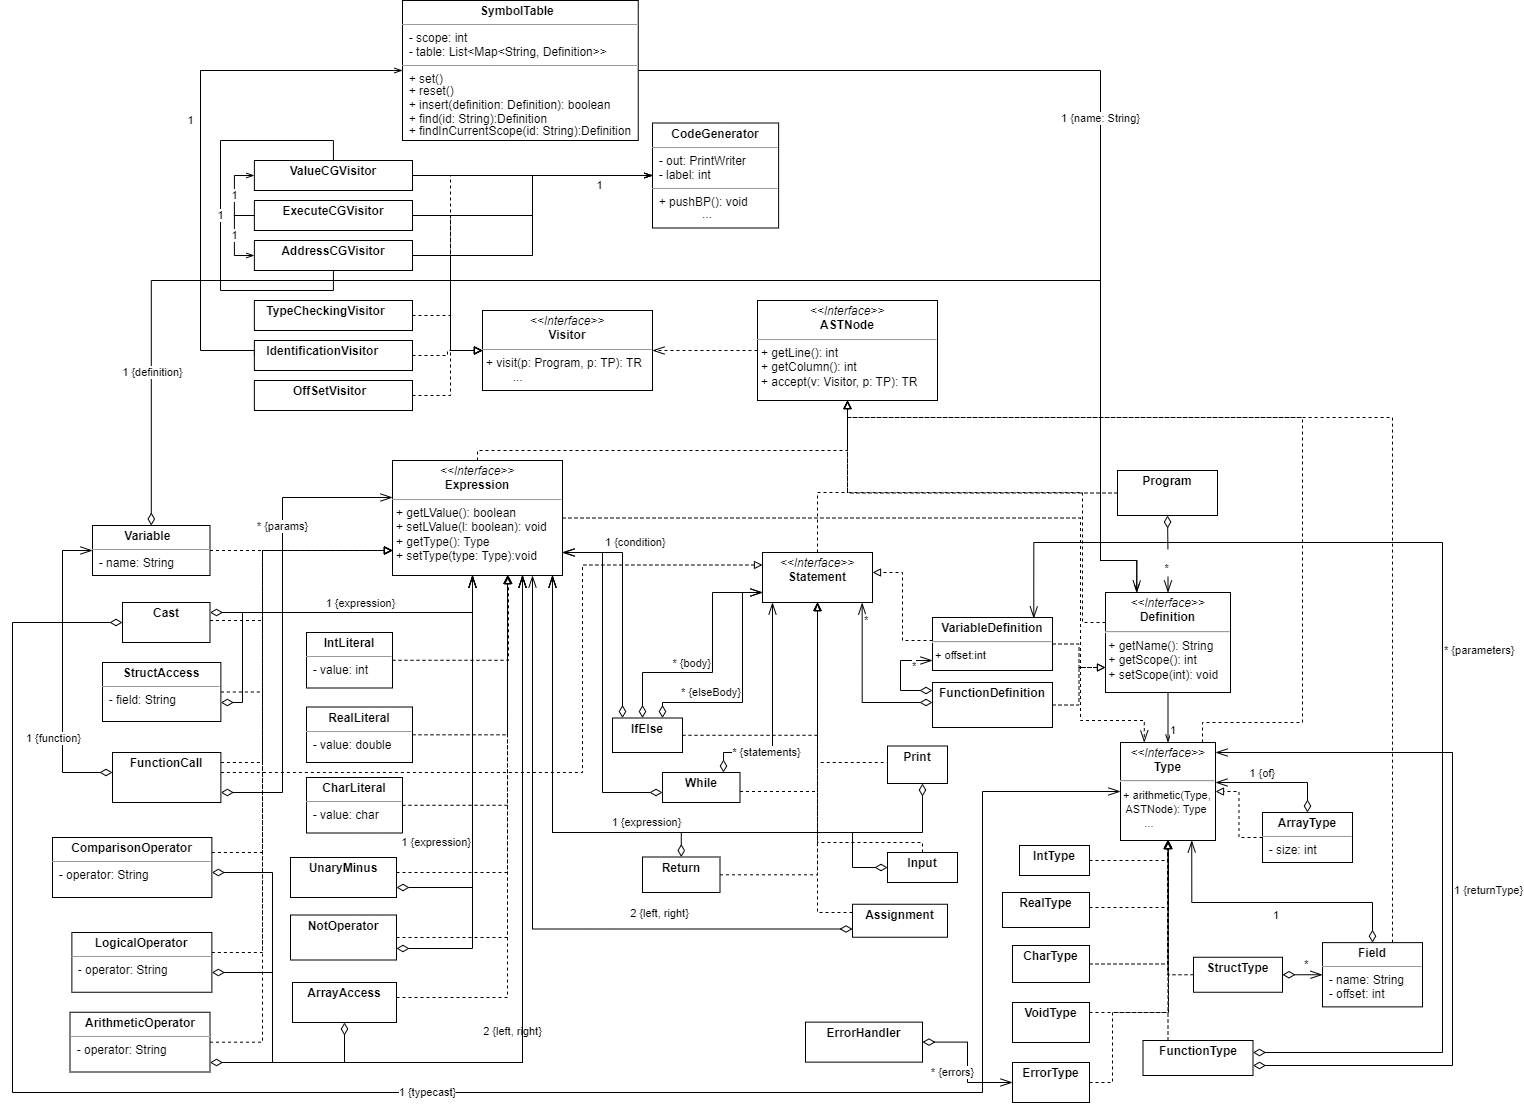 SymbolTable
- scope: int
- table: List<Map<String, Definition>>
+ set()
+ reset()
+ insert(definition: Definition): boolean
+ find(id: String):Definition
+ findInCurrentScope(id: String):Definition
1
1 {name: String}
CodeGenerator
- out: PrintWriter
- label: int
+ pushBP(): void
...
ValueCGVisitor
1
1
ExecuteCGVisitor
1
1
AddressCGVisitor
TypeCheckingVisitor
IdentificationVisitor
OffSetVisitor
<<Interface>>
Visitor
+ visit(p: Program, p: TP): TR
...
<<Interface>>
ASTNode
+ getLine(): int
+ getColumn(): int
+ accept(v: Visitor, p: TP): TR
1 {definition}
<<Interface>>
Expression
+ getLValue(): boolean
+ setLValue(l: boolean): void
+ getType(): Type
+ setType(type: Type):void
Program
*
* {params}
Variable
- name: String
1 {condition}
<<Interface>>
Statement
<<Interface>>
Definition
+ getName(): String
+ getScope(): int
+ setScope(int): void
1 {expression}
Cast
IntLiteral
- value: int
VariableDefinition
+ offset:int
*
*
FunctionDefinition
* {parameters}
StructAccess
- field: String
* {body}
* {elseBody}
IfElse
RealLiteral
- value: double
1 {function}
FunctionCall
1
<<Interface>>
Type
+ arithmetic(Type,
ASTNode): Type
...
* {statements}
While
Print
1 {of}
ArrayType
- size: int
CharLiteral
- value: char
1 {expression}
1 {expression}
ComparisonOperator
- operator: String
UnaryMinus
Return
Input
IntType
1 {returnType}
RealType
NotOperator
2 {left, right}
Assignment
1
LogicalOperator
- operator: String
CharType
StructType
*
Field
- name: String
- offset: int
ArrayAccess
VoidType
ArithmeticOperator
- operator: String
2 {left, right}
ErrorHandler
FunctionType
* {errors}
ErrorType
1 {typecast}